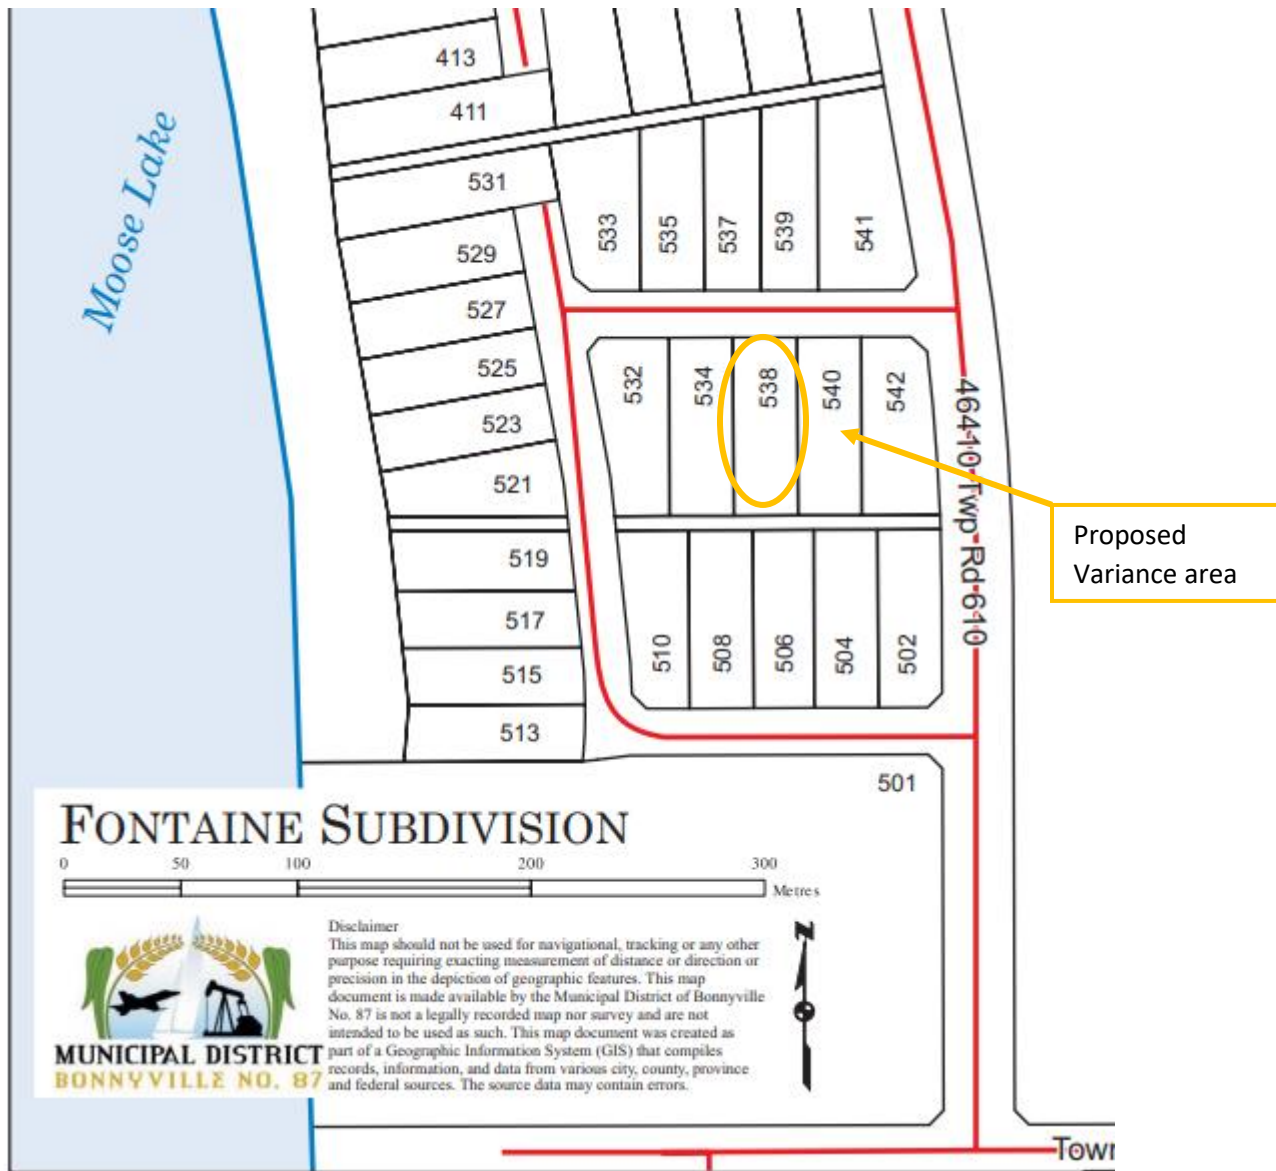 Moose Lake
413
411
531
529
527
525
523
521
519
517
515
513
533
535
537
539
541
532
534
538
540
542
510
508
506
504
502
501
46410 Twp Rd 610
Proposed
Variance area
FONTAINE SUBDIVISION
0 50 100 200 300
Metres
MUNICIPAL DISTRICT
BONNYVILLE NO. 87
Disclaimer
This map should not be used for navigational, tracking or any other
purpose requiring exacting measurement of distance or direction or
precision in the depiction of geographic features. This map
document is made available by the Municipal District of Bonnyville
No. 87 is not a legally recorded map nor survey and are not
intended to be used as such. This map document was created as
part of a Geographic Information System (GIS) that compiles
records, information, and data from various city, county, province
and federal sources. The source data may contain errors.
N
Town